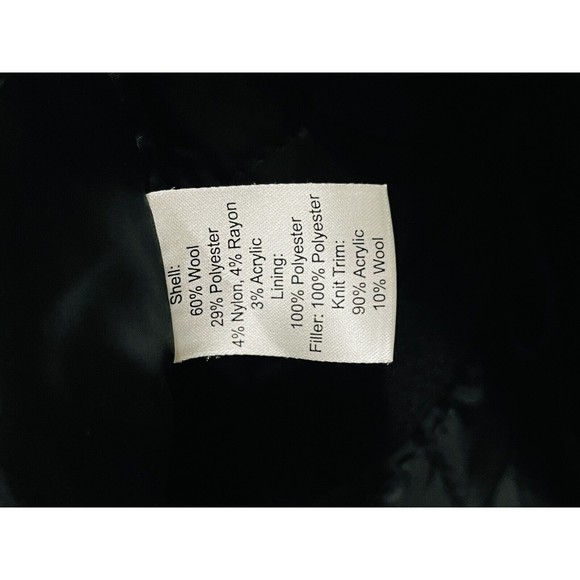 Shell:
60% Wool
29% Polyester
4% Nylon, 4% Rayon
3% Acrylic
Lining:
100% Polyester
Filler: 100% Polyester
Knit Trim:
90% Acrylic
10% Wool